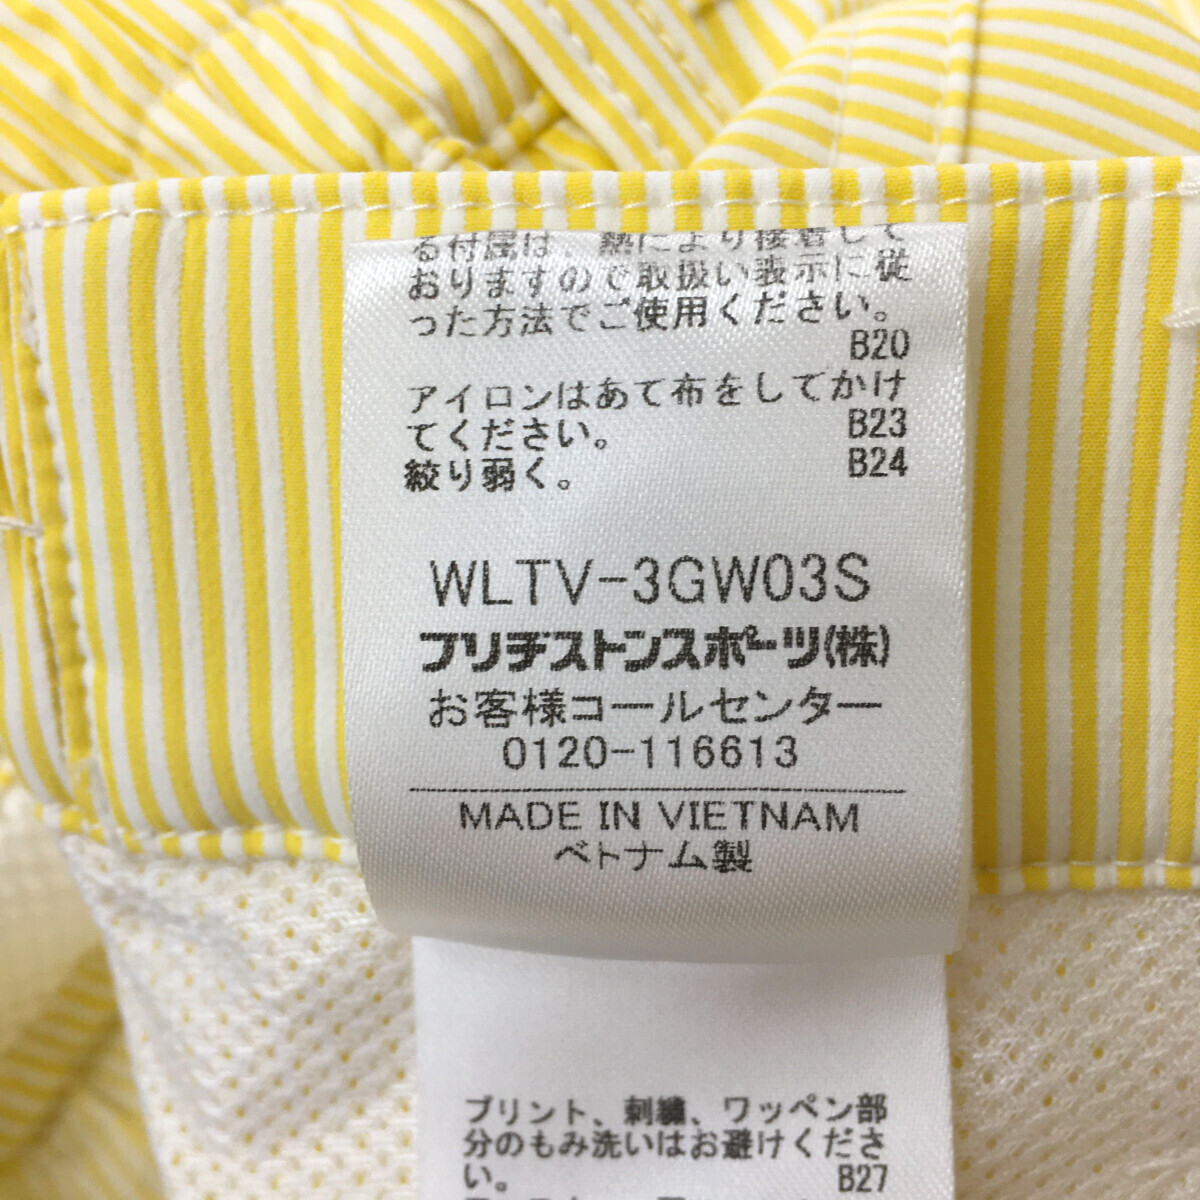 る付属は、熱により接着して
おりますので取扱い表示に従
った方法でご使用ください。
B20
アイロンはあて布をしてかけ
てください。 B23
絞り弱く。 B24
WLTV-3GW03S
ブリヂストンスポーツ(株)
お客様コールセンター
0120-116613
MADE IN VIETNAM
ベトナム製
プリント、刺繍、ワッペン部
分のもみ洗いはお避けくださ
い。 B27